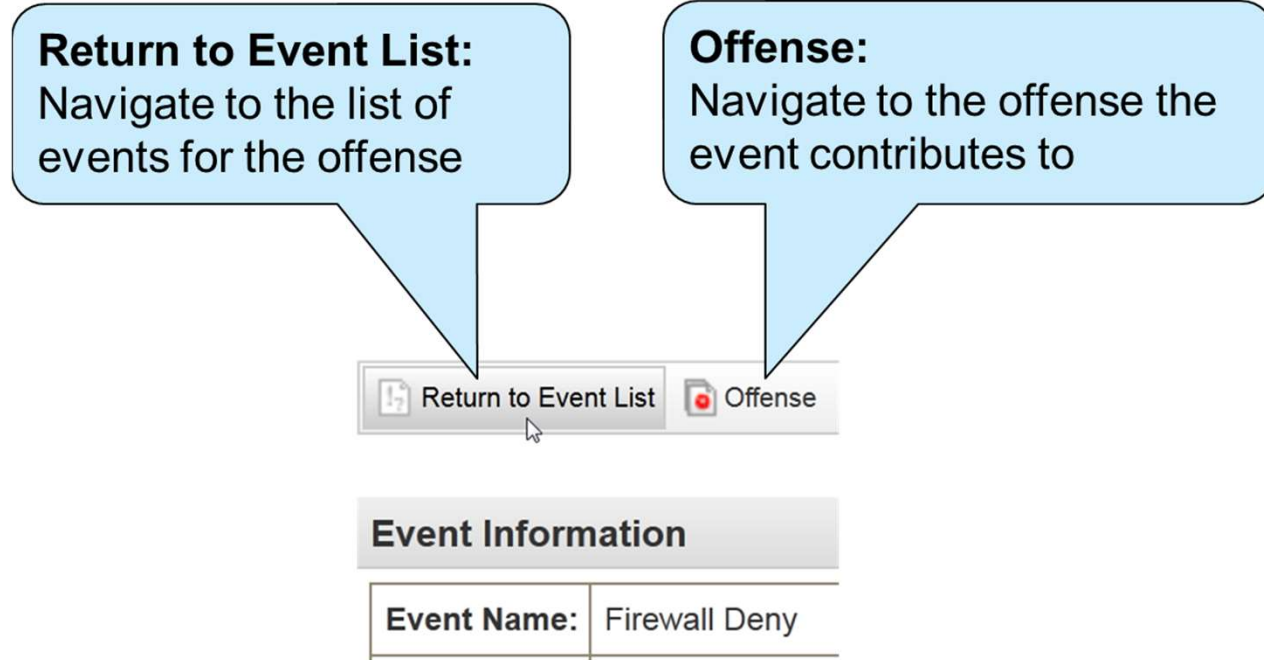 Return to Event List:
Navigate to the list of
events for the offense
Offense:
Navigate to the offense the
event contributes to
Return to Event List
Offense
Event Information
Event Name:
Firewall Deny